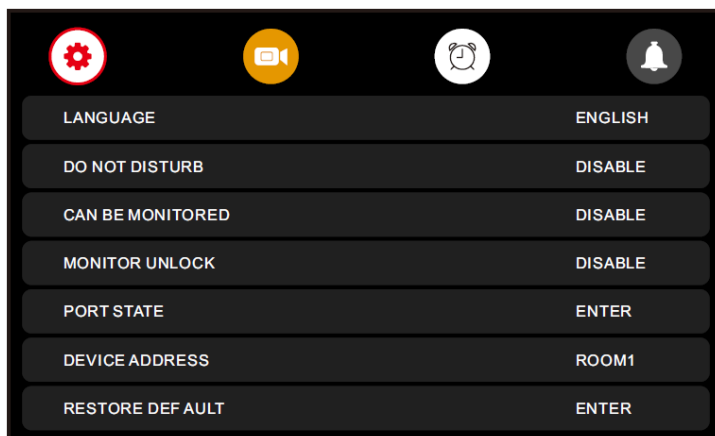 LANGUAGE ENGLISH
DO NOT DISTURB DISABLE
CAN BE MONITORED DISABLE
MONITOR UNLOCK DISABLE
PORT STATE ENTER
DEVICE ADDRESS ROOM1
RESTORE DEF AULT ENTER